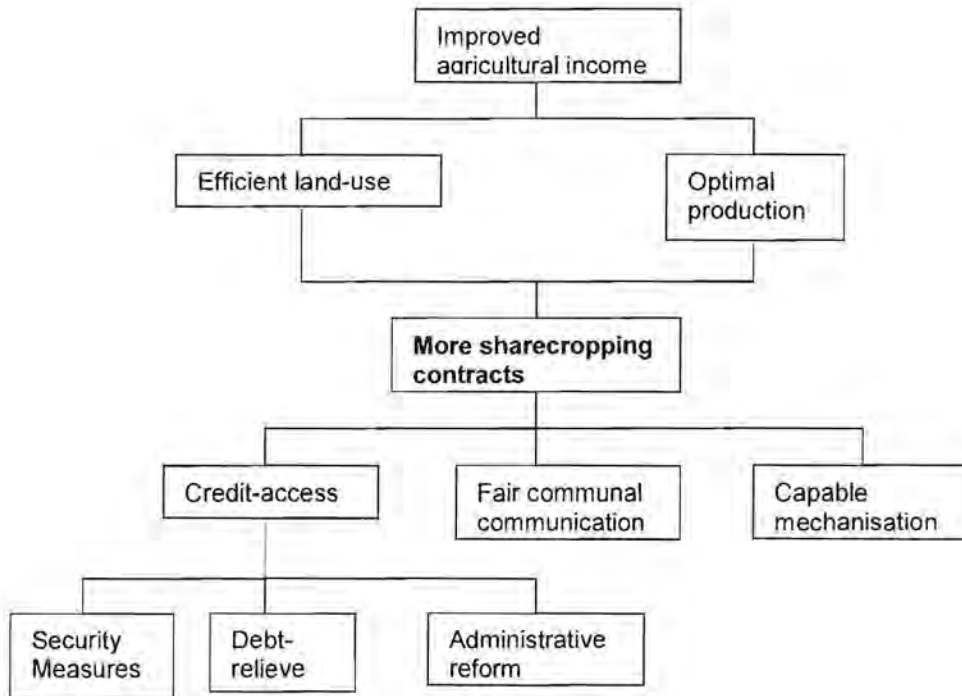 Improved
agricultural income
Efficient land-use
Optimal
production
More sharecropping
contracts
Credit-access
Fair communal
communication
Capable
mechanisation
Security
Measures
Debt-
relieve
Administrative
reform